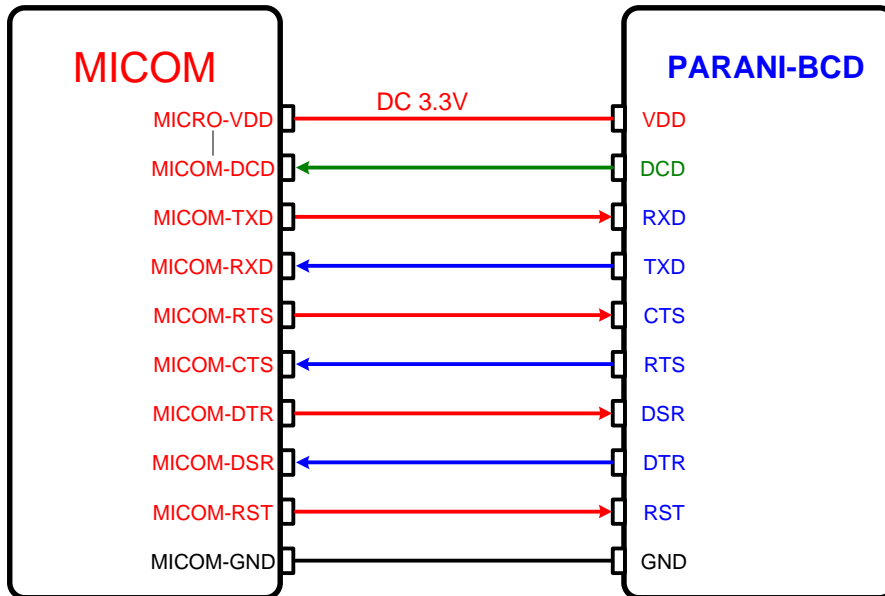 MICOM
PARANI-BCD
DC 3.3V
MICRO-VDD VDD
MICOM-DCD DCD
MICOM-TXD RXD
MICOM-RXD TXD
MICOM-RTS CTS
MICOM-CTS RTS
MICOM-DTR DSR
MICOM-DSR DTR
MICOM-RST RST
MICOM-GND GND